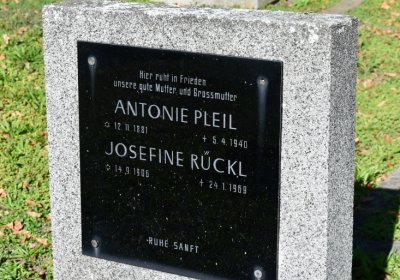 Hier ruht in Frieden
unsere gute Mutter und Grossmutter
ANTONIE PLEIL
* 12.11.1881 + 5.4.1940
JOSEFINE RÜCKL
* 14.9.1906 + 24.1.1969
RUHE SANFT